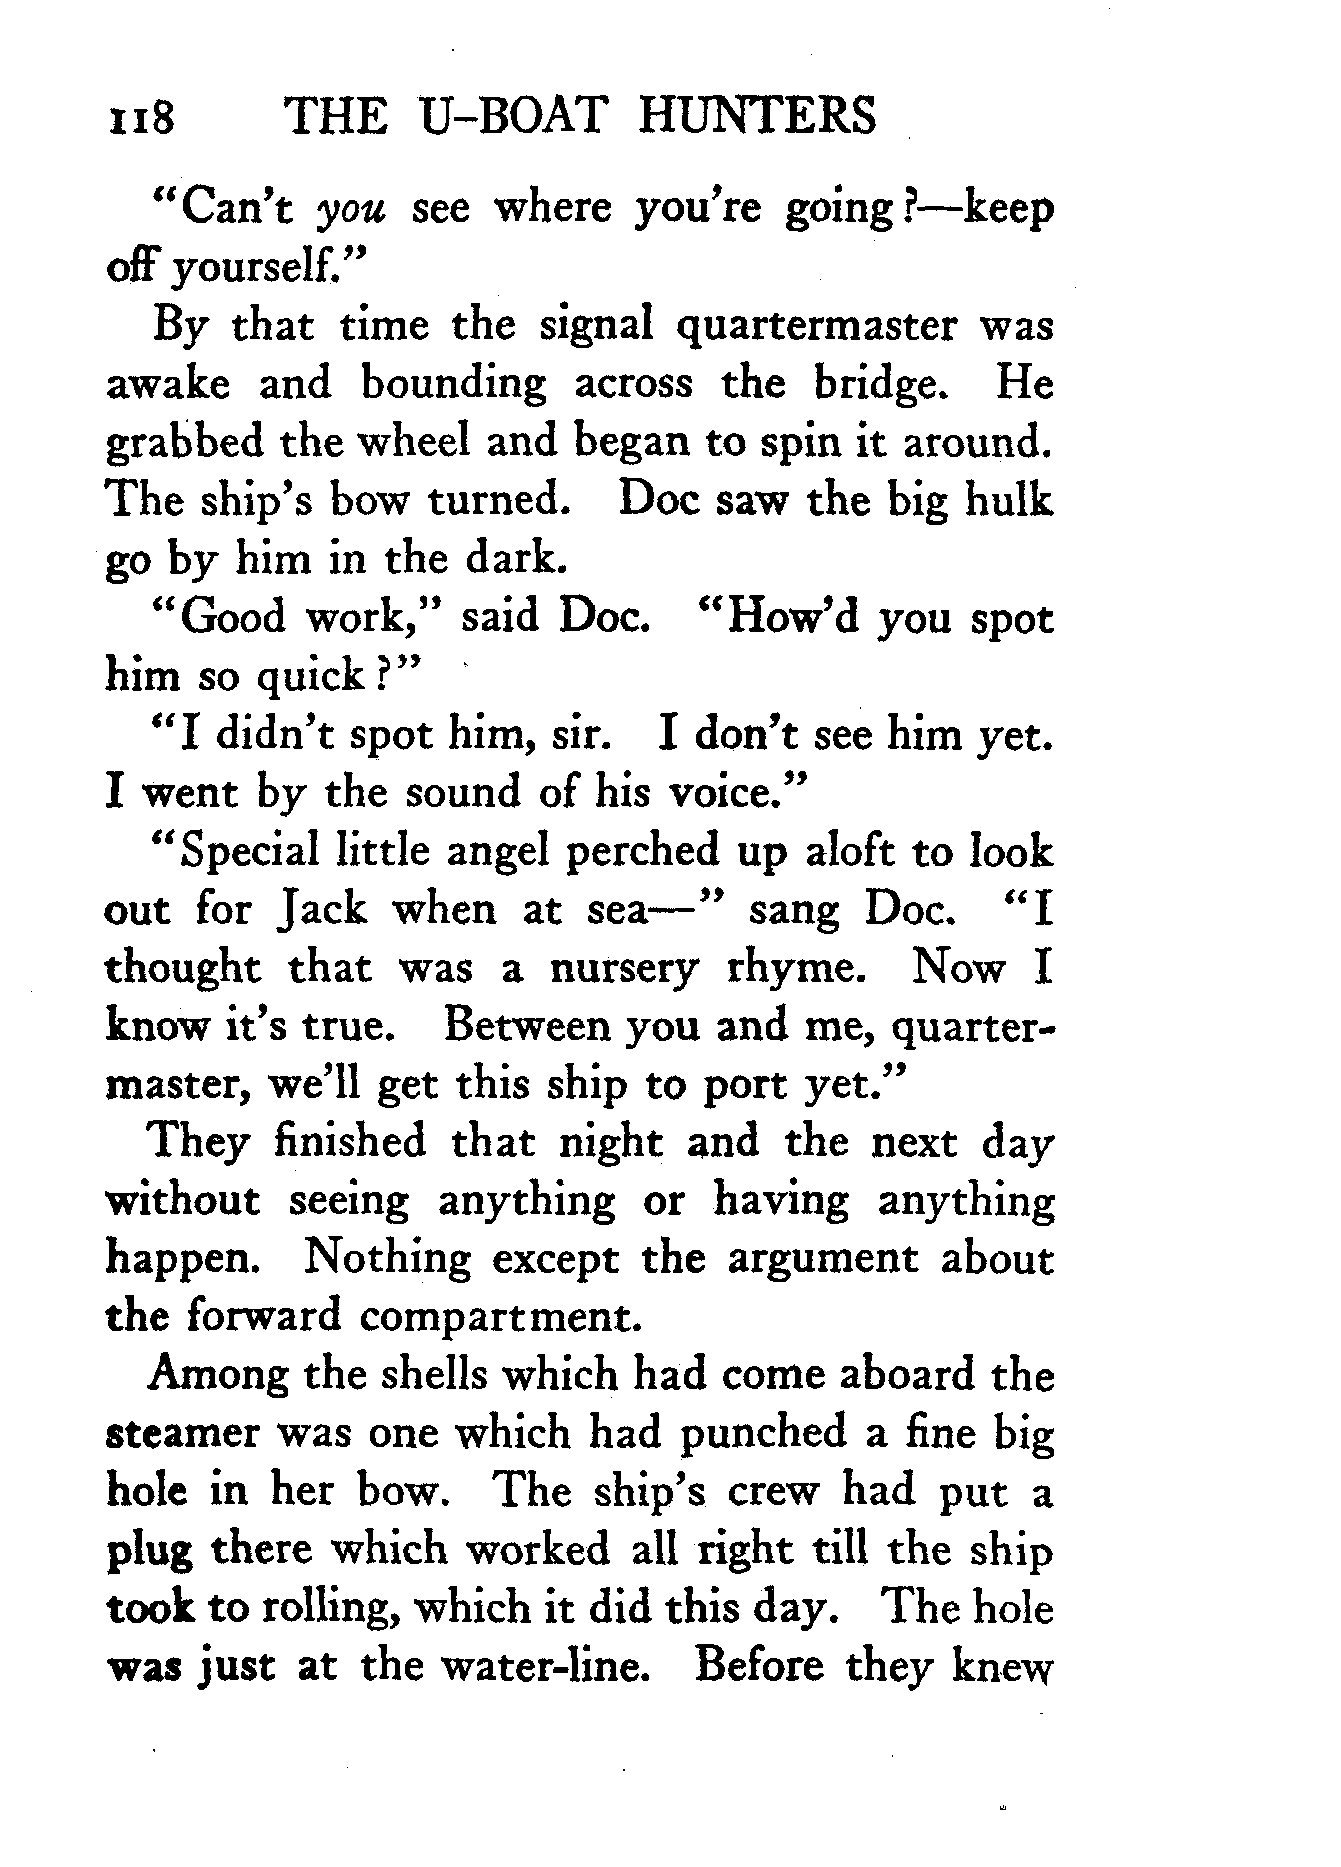 118 THE U-BOAT HUNTERS
"Can't you see where you're going?—keep
off yourself."
By that time the signal quartermaster was
awake and bounding across the bridge. He
grabbed the wheel and began to spin it around.
The ship's bow turned. Doc saw the big hulk
go by him in the dark.
"Good work," said Doc. "How'd you spot
him so quick?"
"I didn't spot him, sir. I don't see him yet.
I went by the sound of his voice."
"Special little angel perched up aloft to look
out for Jack when at sea—" sang Doc. "I
thought that was a nursery rhyme. Now I
know it's true. Between you and me, quarter-
master, we'll get this ship to port yet."
They finished that night and the next day
without seeing anything or having anything
happen. Nothing except the argument about
the forward compartment.
Among the shells which had come aboard the
steamer was one which had punched a fine big
hole in her bow. The ship's crew had put a
plug there which worked all right till the ship
took to rolling, which it did this day. The hole
was just at the water-line. Before they knew